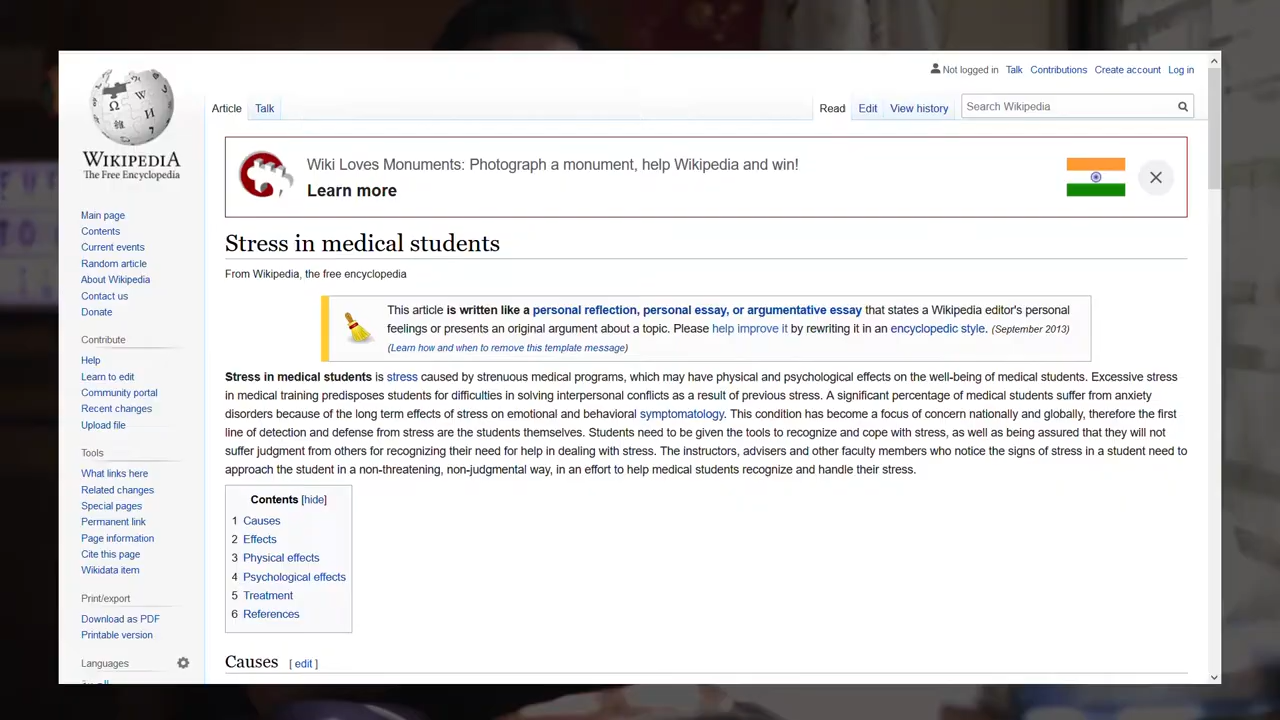 Not logged in Talk Contributions Create account Log in
Article Talk Read Edit View history Search Wikipedia
WIKIPEDIA
The Free Encyclopedia
Wiki Loves Monuments: Photograph a monument, help Wikipedia and win!
Learn more
Main page
Contents
Current events
Random article
About Wikipedia
Contact us
Donate
Contribute
Help
Learn to edit
Community portal
Recent changes
Upload file
Tools
What links here
Related changes
Special pages
Permanent link
Page information
Cite this page
Wikidata item
Print/export
Download as PDF
Printable version
Languages
Stress in medical students
From Wikipedia, the free encyclopedia
This article is written like a personal reflection, personal essay, or argumentative essay that states a Wikipedia editor's personal
feelings or presents an original argument about a topic. Please help improve it by rewriting it in an encyclopedic style. (September 2013)
(Learn how and when to remove this template message)
Stress in medical students is stress caused by strenuous medical programs, which may have physical and psychological effects on the well-being of medical students. Excessive stress
in medical training predisposes students for difficulties in solving interpersonal conflicts as a result of previous stress. A significant percentage of medical students suffer from anxiety
disorders because of the long term effects of stress on emotional and behavioral symptomatology. This condition has become a focus of concern nationally and globally, therefore the first
line of detection and defense from stress are the students themselves. Students need to be given the tools to recognize and cope with stress, as well as being assured that they will not
suffer judgment from others for recognizing their need for help in dealing with stress. The instructors, advisers and other faculty members who notice the signs of stress in a student need to
approach the student in a non-threatening, non-judgmental way, in an effort to help medical students recognize and handle their stress.
Contents [hide]
1 Causes
2 Effects
3 Physical effects
4 Psychological effects
5 Treatment
6 References
Causes [ edit ]